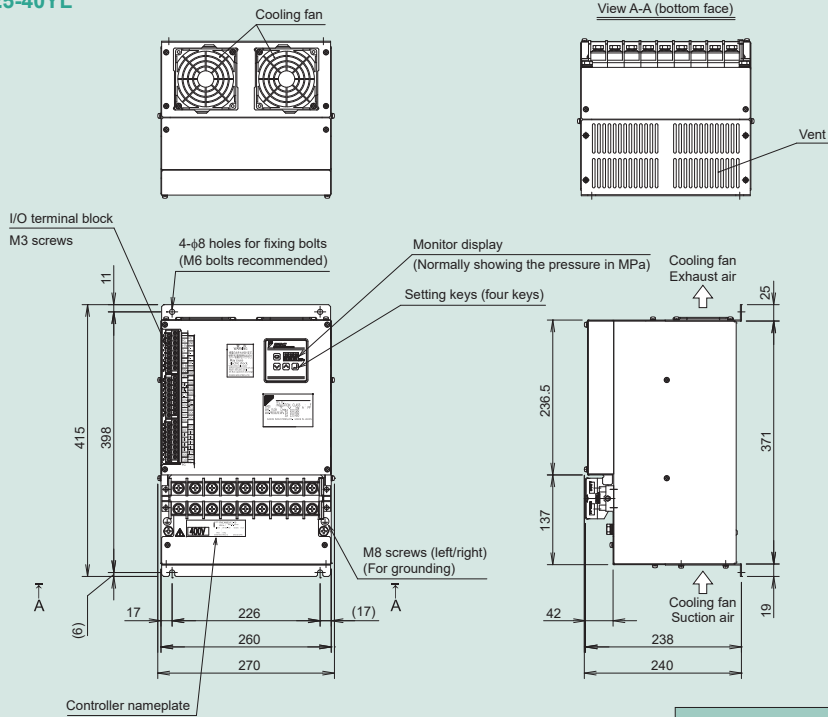 Cooling fan
View A-A (bottom face)
Vent
I/O terminal block
M3 screws
4-ϕ8 holes for fixing bolts
(M6 bolts recommended)
Monitor display
(Normally showing the pressure in MPa)
Setting keys (four keys)
Cooling fan
Exhaust air
11
25
415
398
236.5
371
137
400V
M8 screws (left/right)
(For grounding)
A
A
(6)
17
226
(17)
260
270
42
Cooling fan
Suction air
19
238
240
Controller nameplate